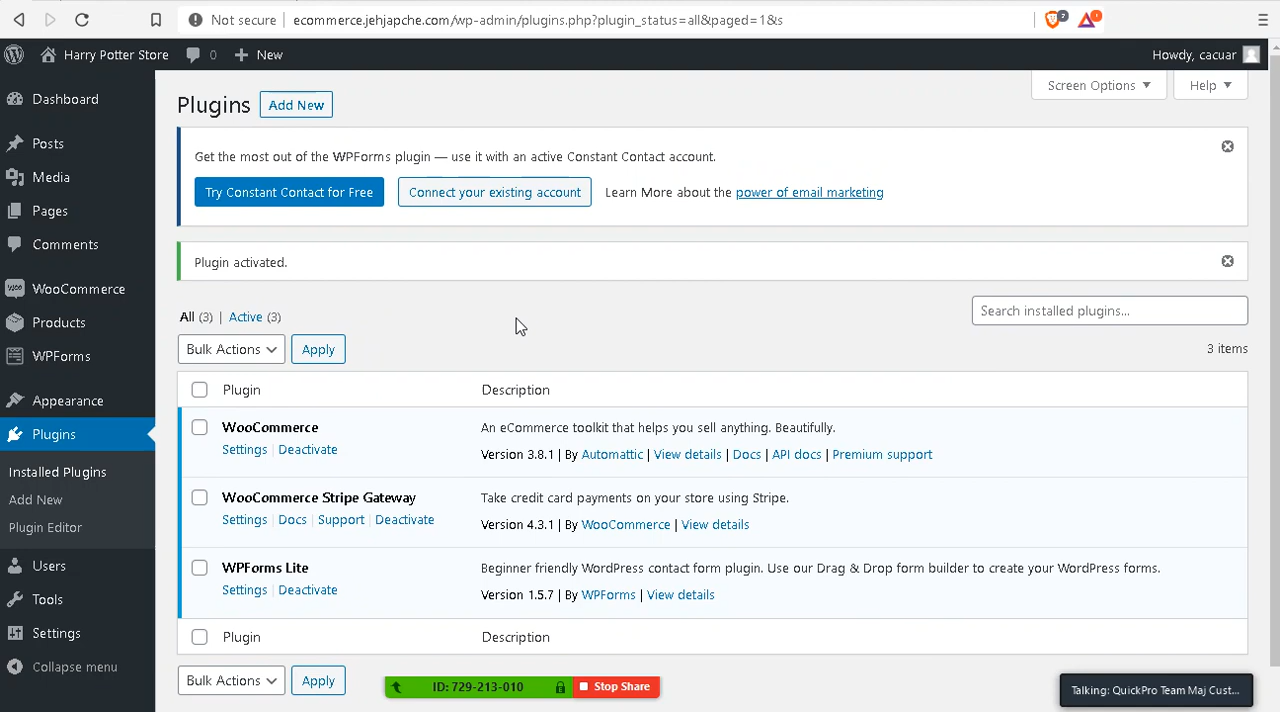 Not secure | ecommerce.jehjapche.com/wp-admin/plugins.php?plugin_status=all&paged=1&s
2 1
Harry Potter Store 0 New Howdy, cacuar
Screen Options Help
Dashboard
Posts
Media
Pages
Comments
WooCommerce
Products
WPForms
Appearance
Plugins
Installed Plugins
Add New
Plugin Editor
Users
Tools
Settings
Collapse menu
Plugins Add New
Get the most out of the WPForms plugin — use it with an active Constant Contact account.
Try Constant Contact for Free Connect your existing account Learn More about the power of email marketing
Plugin activated.
All (3) | Active (3)
Search installed plugins...
Bulk Actions Apply 3 items
Plugin Description
WooCommerce An eCommerce toolkit that helps you sell anything. Beautifully.
Settings | Deactivate Version 3.8.1 | By Automattic | View details | Docs | API docs | Premium support
WooCommerce Stripe Gateway Take credit card payments on your store using Stripe.
Settings | Docs | Support | Deactivate Version 4.3.1 | By WooCommerce | View details
WPForms Lite Beginner friendly WordPress contact form plugin. Use our Drag & Drop form builder to create your WordPress forms.
Settings | Deactivate Version 1.5.7 | By WPForms | View details
Plugin Description
Bulk Actions Apply
ID: 729-213-010 Stop Share
Talking: QuickPro Team Maj Cust...